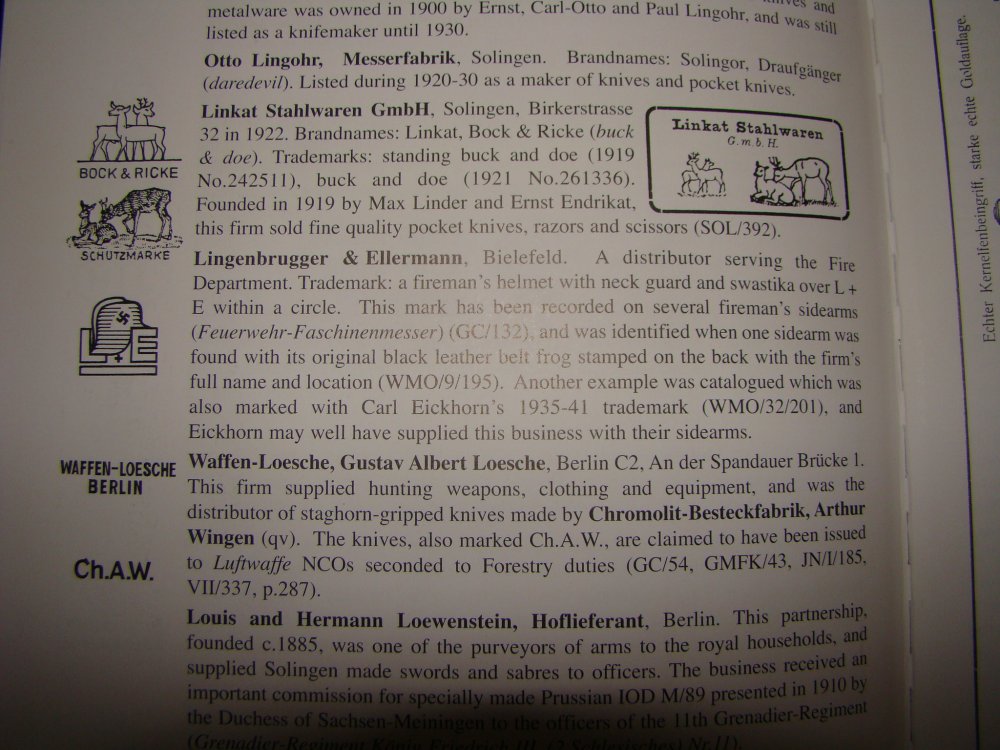 metalware was owned in 1900 by Ernst, Carl-Otto and Paul Lingohr, and was still
listed as a knifemaker until 1930.
Otto Lingohr, Messerfabrik, Solingen. Brandnames: Solingor, Draufgänger
(daredevil). Listed during 1920-30 as a maker of knives and pocket knives.
Linkat Stahlwaren GmbH, Solingen, Birkerstrasse
32 in 1922. Brandnames: Linkat, Bock & Ricke (buck
& doe). Trademarks: standing buck and doe (1919
No.242511), buck and doe (1921 No.261336).
Founded in 1919 by Max Linder and Ernst Endrikat,
this firm sold fine quality pocket knives, razors and scissors (SOL/392).
BOCK & RICKE
SCHUTZMARKE
Linkat Stahlwaren
G.m.b.H.
Lingenbrugger & Ellermann, Bielefeld. A distributor serving the Fire
Department. Trademark: a fireman's helmet with neck guard and swastika over L +
E within a circle. This mark has been recorded on several fireman's sidearms
(Feuerwehr-Faschinenmesser) (GC/132), and was identified when one sidearm was
found with its original black leather belt frog stamped on the back with the firm's
full name and location (WMO/9/195). Another example was catalogued which was
also marked with Carl Eickhorn's 1935-41 trademark (WMO/32/201), and
Eickhorn may well have supplied this business with their sidearms.
L+E
WAFFEN-LOESCHE
BERLIN
Waffen-Loesche, Gustav Albert Loesche, Berlin C2, An der Spandauer Brücke 1.
This firm supplied hunting weapons, clothing and equipment, and was the
distributor of staghorn-gripped knives made by Chromolit-Besteckfabrik, Arthur
Wingen (qv). The knives, also marked Ch.A.W., are claimed to have been issued
to Luftwaffe NCOs seconded to Forestry duties (GC/54, GMFK/43, JN/I/185,
VII/337, p.287).
Ch.A.W.
Louis and Hermann Loewenstein, Hoflieferant, Berlin. This partnership,
founded c.1885, was one of the purveyors of arms to the royal households, and
supplied Solingen made swords and sabres to officers. The business received an
important commission for specially made Prussian IOD M/89 presented in 1910 by
the Duchess of Sachsen-Meiningen to the officers of the 11th Grenadier-Regiment
(Grenadier-Regiment König Friedrich III. (2.Schlesisches) Nr.11).
Echter Kernelfenbeingriff, starke echte Goldauflage.